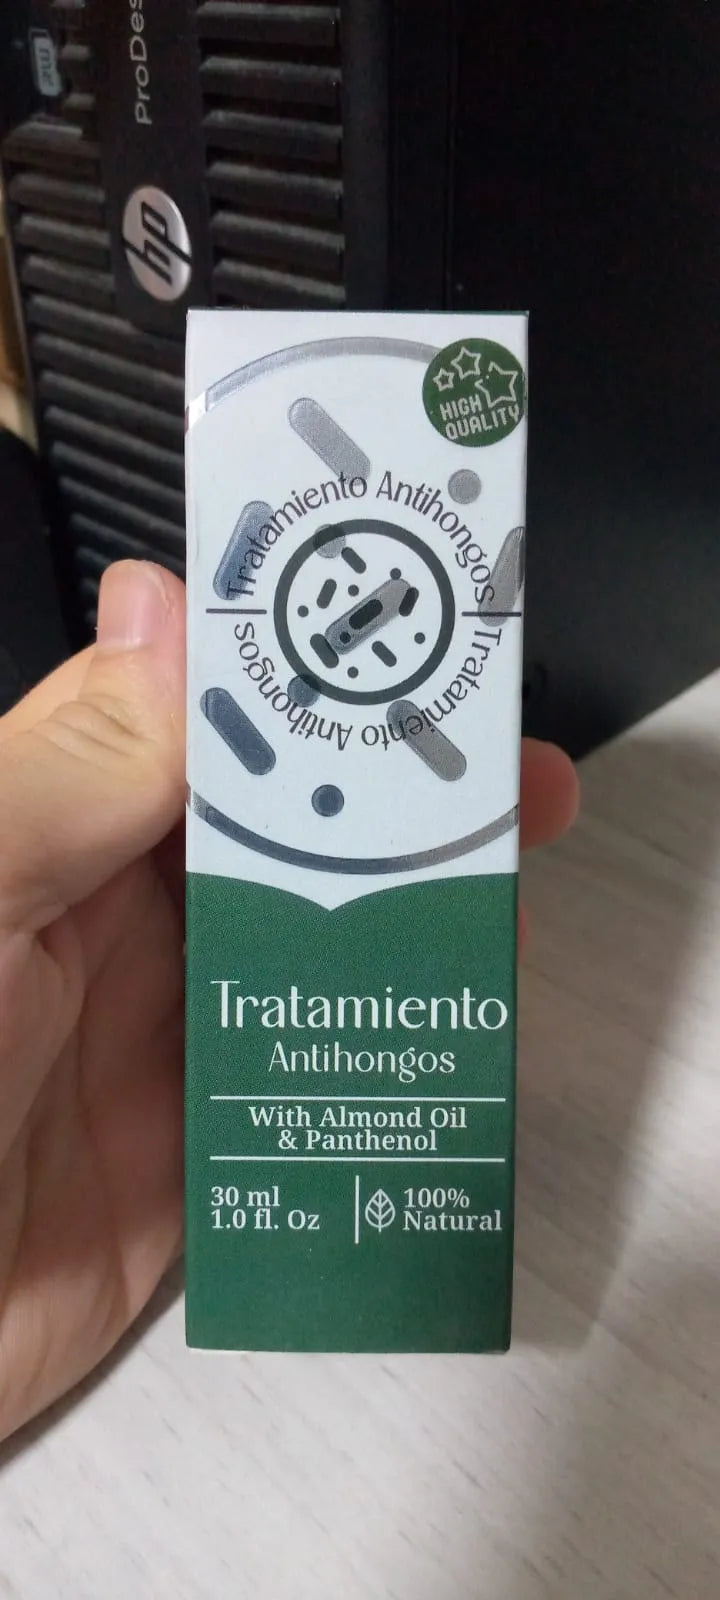 ProDes
hp
HIGH
QUALITY
Tratamiento Antihongos
Tratamiento Antihongos
Tratamiento
Antihongos
With Almond Oil
& Panthenol
30 ml
1.0 fl. Oz
100%
Natural